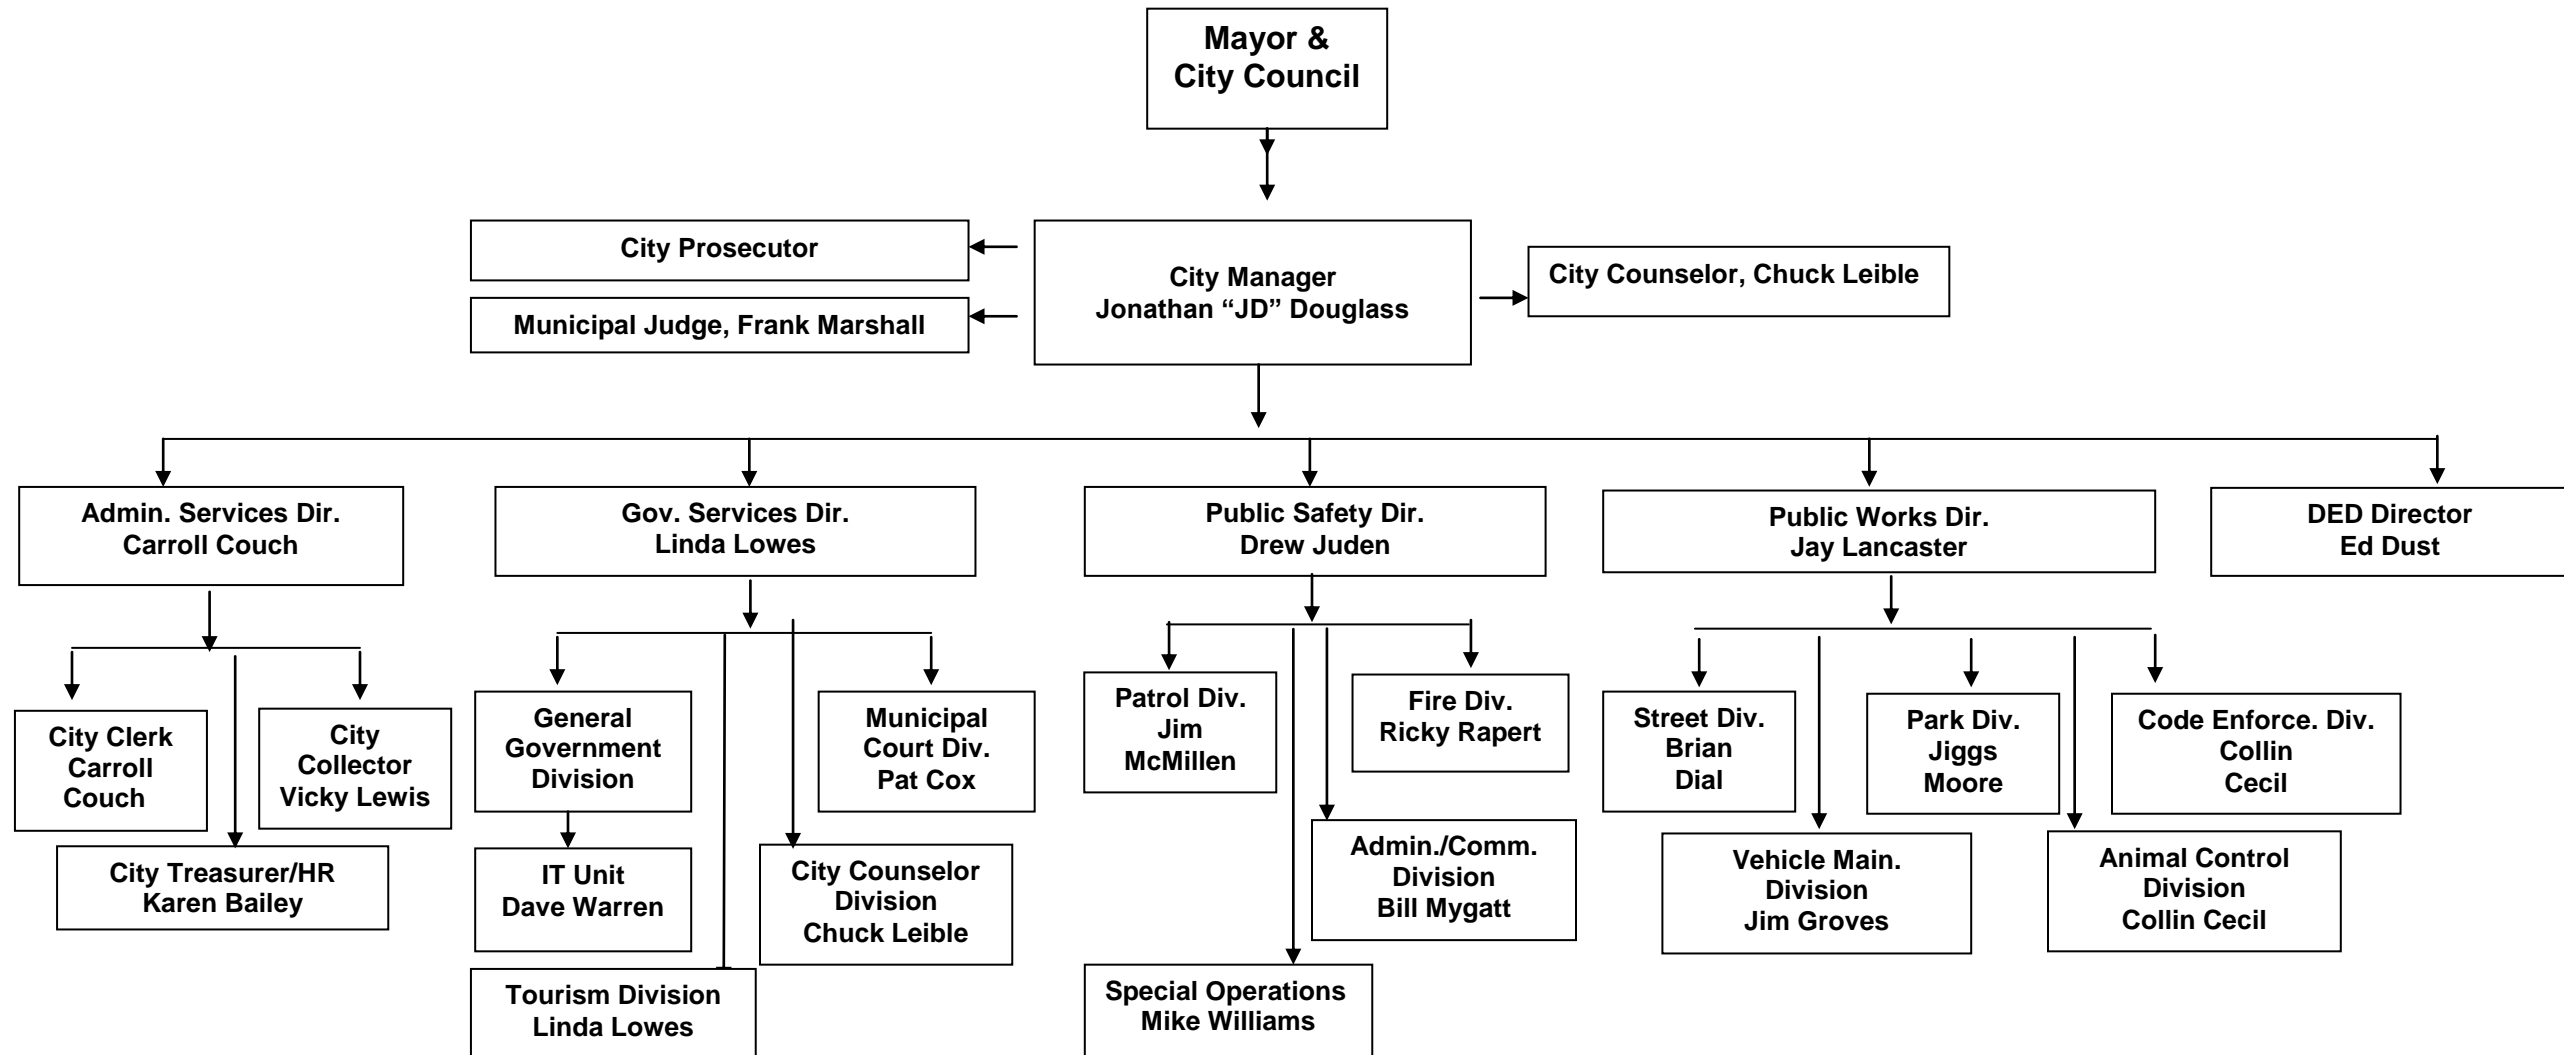 Mayor &
City Council
City Prosecutor
City Manager
Jonathan “JD” Douglass
City Counselor, Chuck Leible
Municipal Judge, Frank Marshall
Admin. Services Dir.
Carroll Couch
Gov. Services Dir.
Linda Lowes
Public Safety Dir.
Drew Juden
Public Works Dir.
Jay Lancaster
DED Director
Ed Dust
City Clerk
Carroll
Couch
City
Collector
Vicky Lewis
City Treasurer/HR
Karen Bailey
General
Government
Division
Municipal
Court Div.
Pat Cox
IT Unit
Dave Warren
City Counselor
Division
Chuck Leible
Tourism Division
Linda Lowes
Patrol Div.
Jim
McMillen
Fire Div.
Ricky Rapert
Admin./Comm.
Division
Bill Mygatt
Special Operations
Mike Williams
Street Div.
Brian
Dial
Park Div.
Jiggs
Moore
Code Enforce. Div.
Collin
Cecil
Vehicle Main.
Division
Jim Groves
Animal Control
Division
Collin Cecil